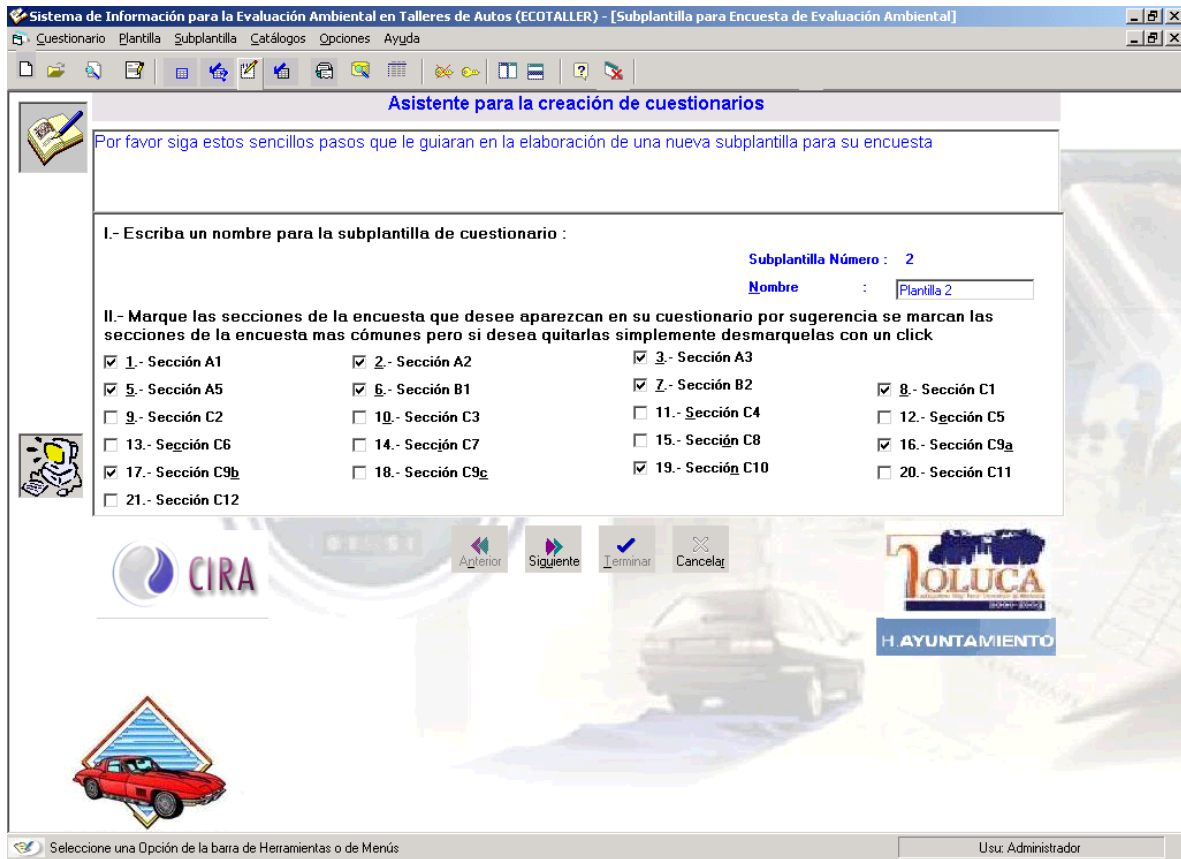 Sistema de Información para la Evaluación Ambiental en Talleres de Autos (ECOTALLER) - [Subplantilla para Encuesta de Evaluación Ambiental]
Cuestionario Plantilla Subplantilla Catálogos Opciones Ayuda
Asistente para la creación de cuestionarios
Por favor siga estos sencillos pasos que le guiaran en la elaboración de una nueva subplantilla para su encuesta
I.- Escriba un nombre para la subplantilla de cuestionario :
Subplantilla Número : 2
Nombre : Plantilla 2
II.- Marque las secciones de la encuesta que desee aparezcan en su cuestionario por sugerencia se marcan las
secciones de la encuesta mas cómunes pero si desea quitarlas simplemente desmarquelas con un click
1.- Sección A1 2.- Sección A2 3.- Sección A3
5.- Sección A5 6.- Sección B1 7.- Sección B2 8.- Sección C1
9.- Sección C2 10.- Sección C3 11.- Sección C4 12.- Sección C5
13.- Sección C6 14.- Sección C7 15.- Sección C8 16.- Sección C9a
17.- Sección C9b 18.- Sección C9c 19.- Sección C10 20.- Sección C11
21.- Sección C12
Anterior Siguiente Terminar Cancelar
CIRA
TOLUCA
H.AYUNTAMIENTO
Seleccione una Opción de la barra de Herramientas o de Menús
Usu: Administrador